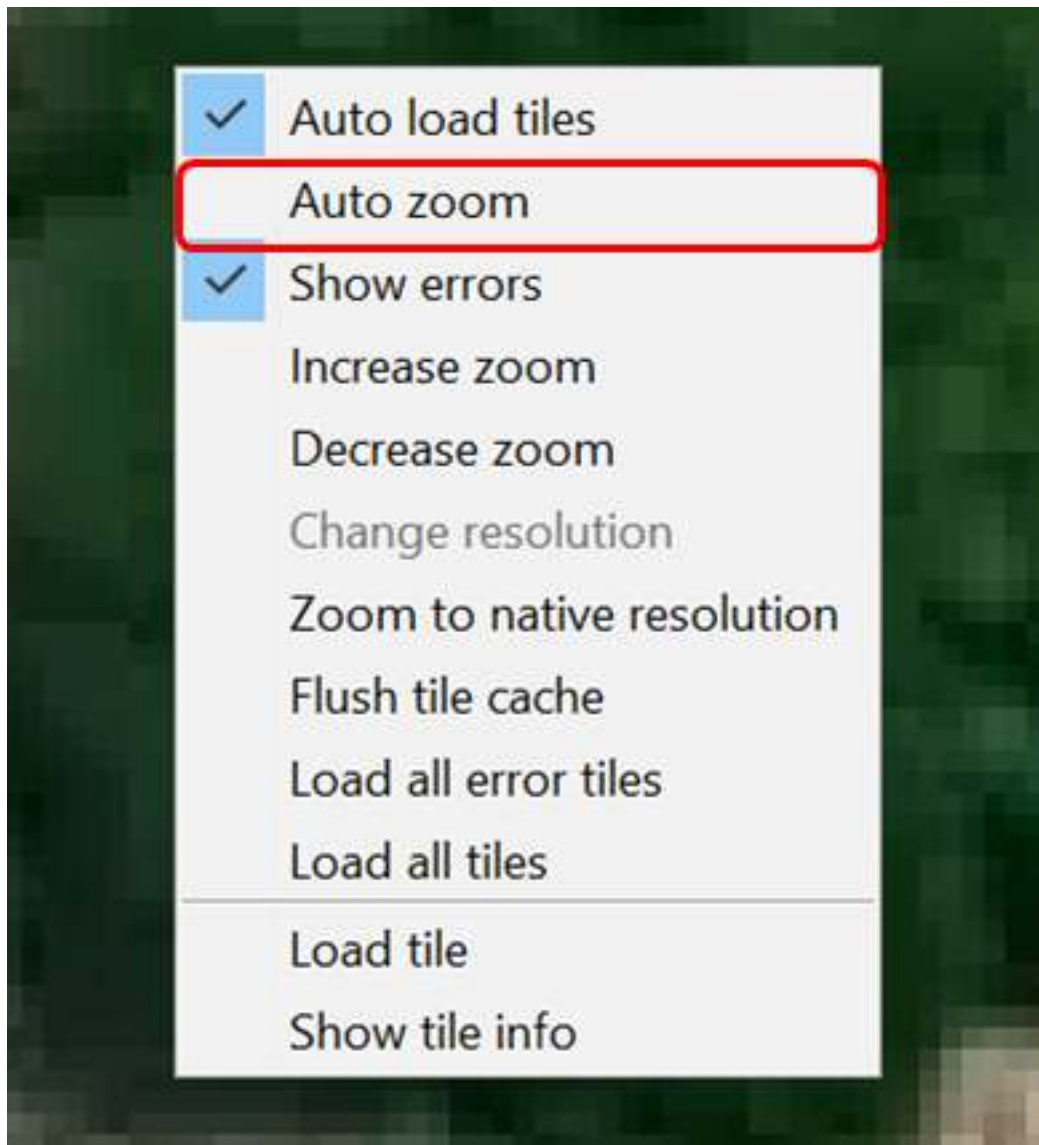 Auto load tiles
Auto zoom
Show errors
Increase zoom
Decrease zoom
Change resolution
Zoom to native resolution
Flush tile cache
Load all error tiles
Load all tiles
Load tile
Show tile info